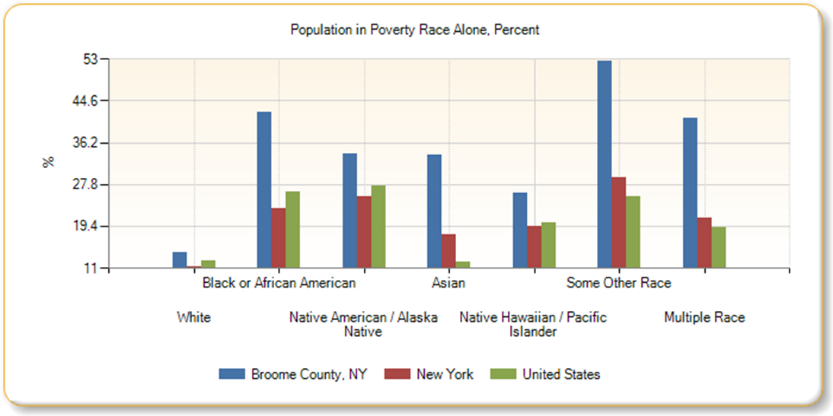 Population in Poverty Race Alone, Percent
53
44.6
36.2
27.8
19.4
11
%
Black or African American
Asian
Some Other Race
White
Native American / Alaska
Native
Native Hawaiian / Pacific
Islander
Multiple Race
Broome County, NY
New York
United States